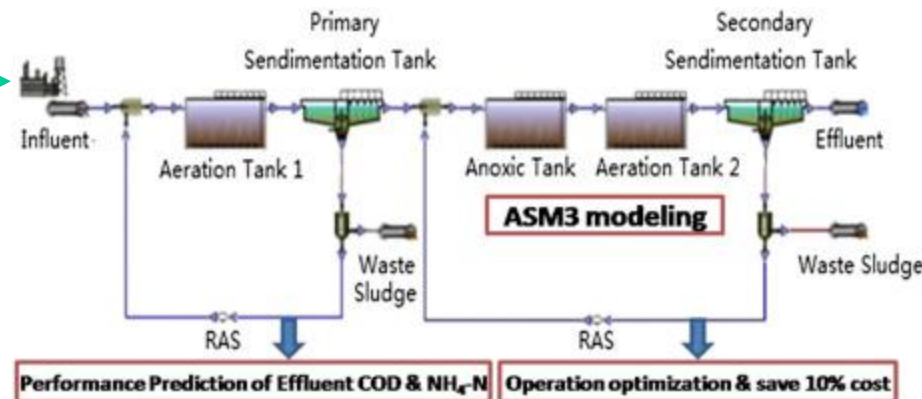 Primary
Sendimentation Tank
Secondary
Sendimentation Tank
Influent
Aeration Tank 1
Anoxic Tank
Aeration Tank 2
Effluent
ASM3 modeling
Waste
Sludge
Waste Sludge
RAS
RAS
Performance Prediction of Effluent COD & NH₄-N
Operation optimization & save 10% cost